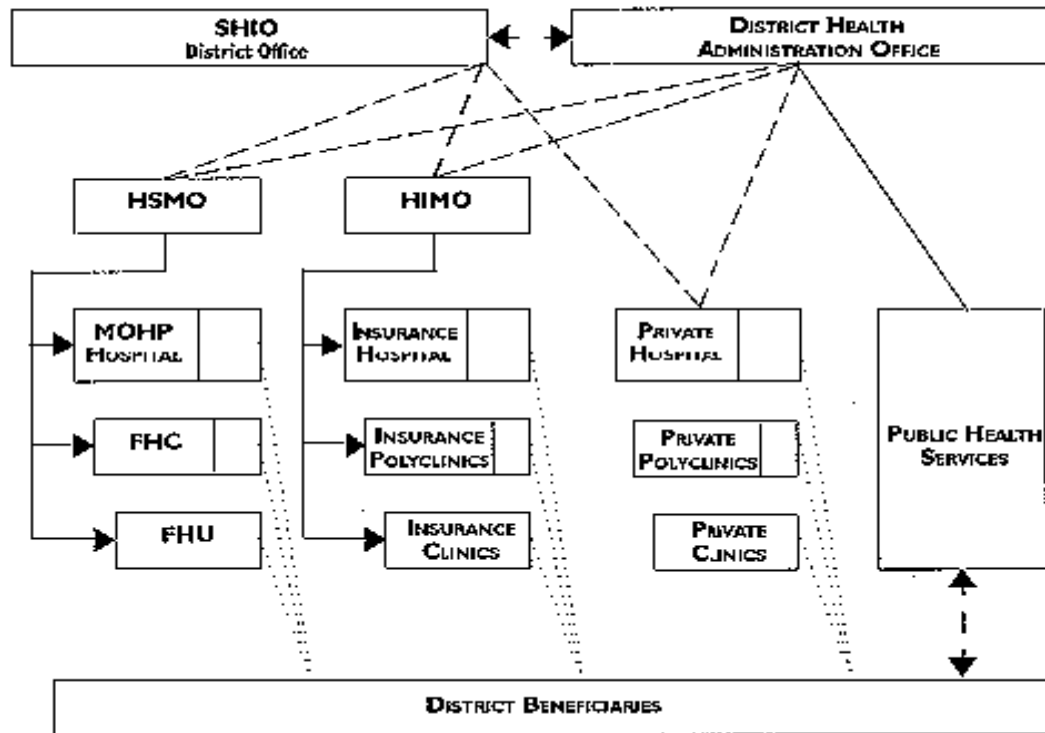 SHIO
District Office
DISTRICT HEALTH
ADMINISTRATION OFFICE
HSMO
HIMO
MOHP
HOSPITAL
INSURANCE
HOSPITAL
PRIVATE
HOSPITAL
FHC
INSURANCE
POLYCLINICS
PRIVATE
POLYCLINICS
PUBLIC HEALTH
SERVICES
FHU
INSURANCE
CLINICS
PRIVATE
CLINICS
DISTRICT BENEFICIARIES